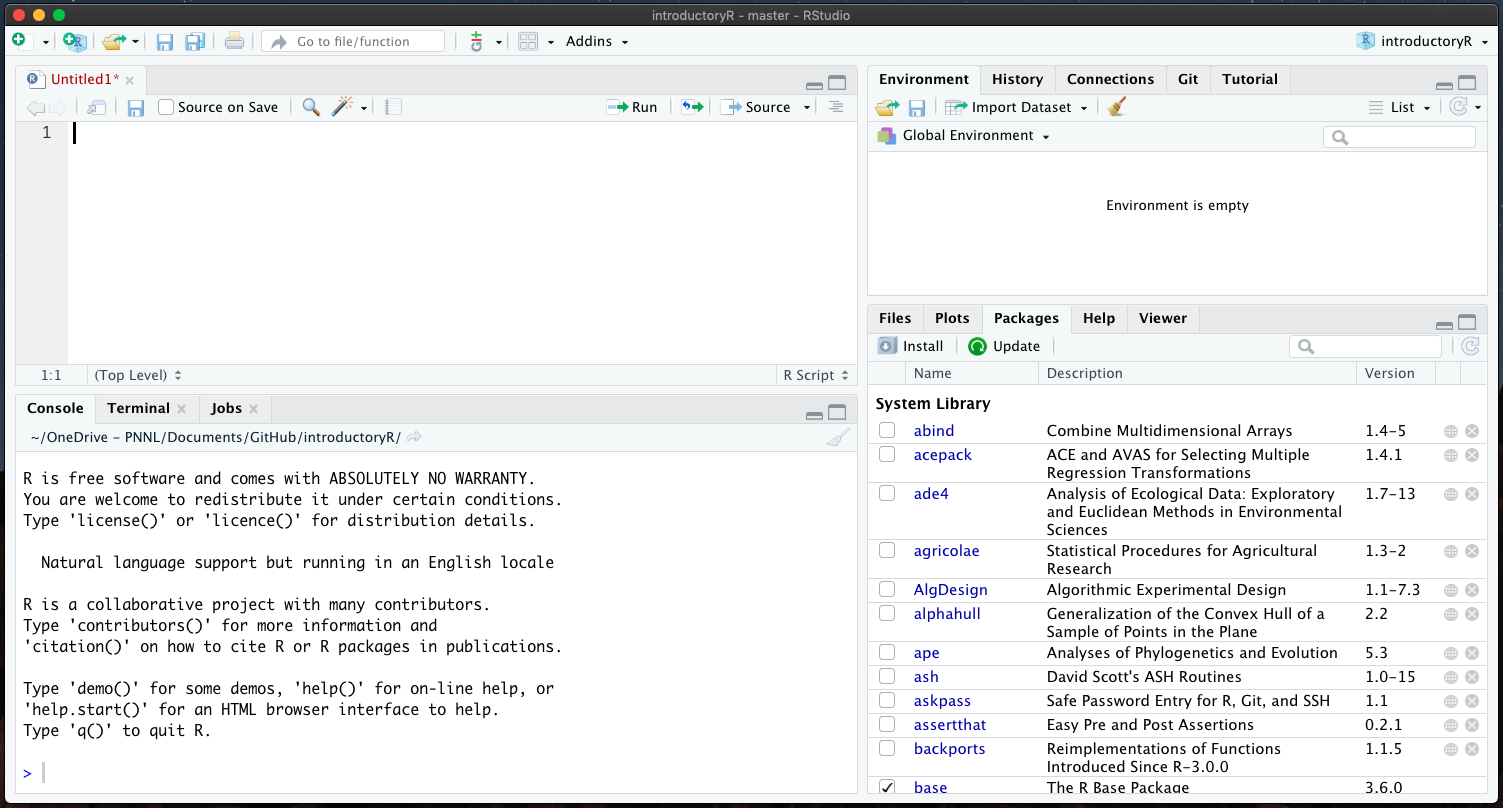 introductoryR - master - RStudio
Go to file/function
Addins
introductoryR
Untitled1*
Source on Save
Run
Source
1
1:1
(Top Level)
R Script
Console
Terminal
Jobs
~/OneDrive - PNNL/Documents/GitHub/introductoryR/
R is free software and comes with ABSOLUTELY NO WARRANTY.
You are welcome to redistribute it under certain conditions.
Type 'license()' or 'licence()' for distribution details.
Natural language support but running in an English locale
R is a collaborative project with many contributors.
Type 'contributors()' for more information and
'citation()' on how to cite R or R packages in publications.
Type 'demo()' for some demos, 'help()' for on-line help, or
'help.start()' for an HTML browser interface to help.
Type 'q()' to quit R.
>
Environment
History
Connections
Git
Tutorial
Import Dataset
List
Global Environment
Environment is empty
Files
Plots
Packages
Help
Viewer
Install
Update
Name Description Version
System Library
abind Combine Multidimensional Arrays 1.4-5
acepack ACE and AVAS for Selecting Multiple 1.4.1
Regression Transformations
ade4 Analysis of Ecological Data: Exploratory 1.7-13
and Euclidean Methods in Environmental
Sciences
agricolae Statistical Procedures for Agricultural 1.3-2
Research
AlgDesign Algorithmic Experimental Design 1.1-7.3
alphahull Generalization of the Convex Hull of a 2.2
Sample of Points in the Plane
ape Analyses of Phylogenetics and Evolution 5.3
ash David Scott's ASH Routines 1.0-15
askpass Safe Password Entry for R, Git, and SSH 1.1
assertthat Easy Pre and Post Assertions 0.2.1
backports Reimplementations of Functions 1.1.5
Introduced Since R-3.0.0
base The R Base Package 3.6.0